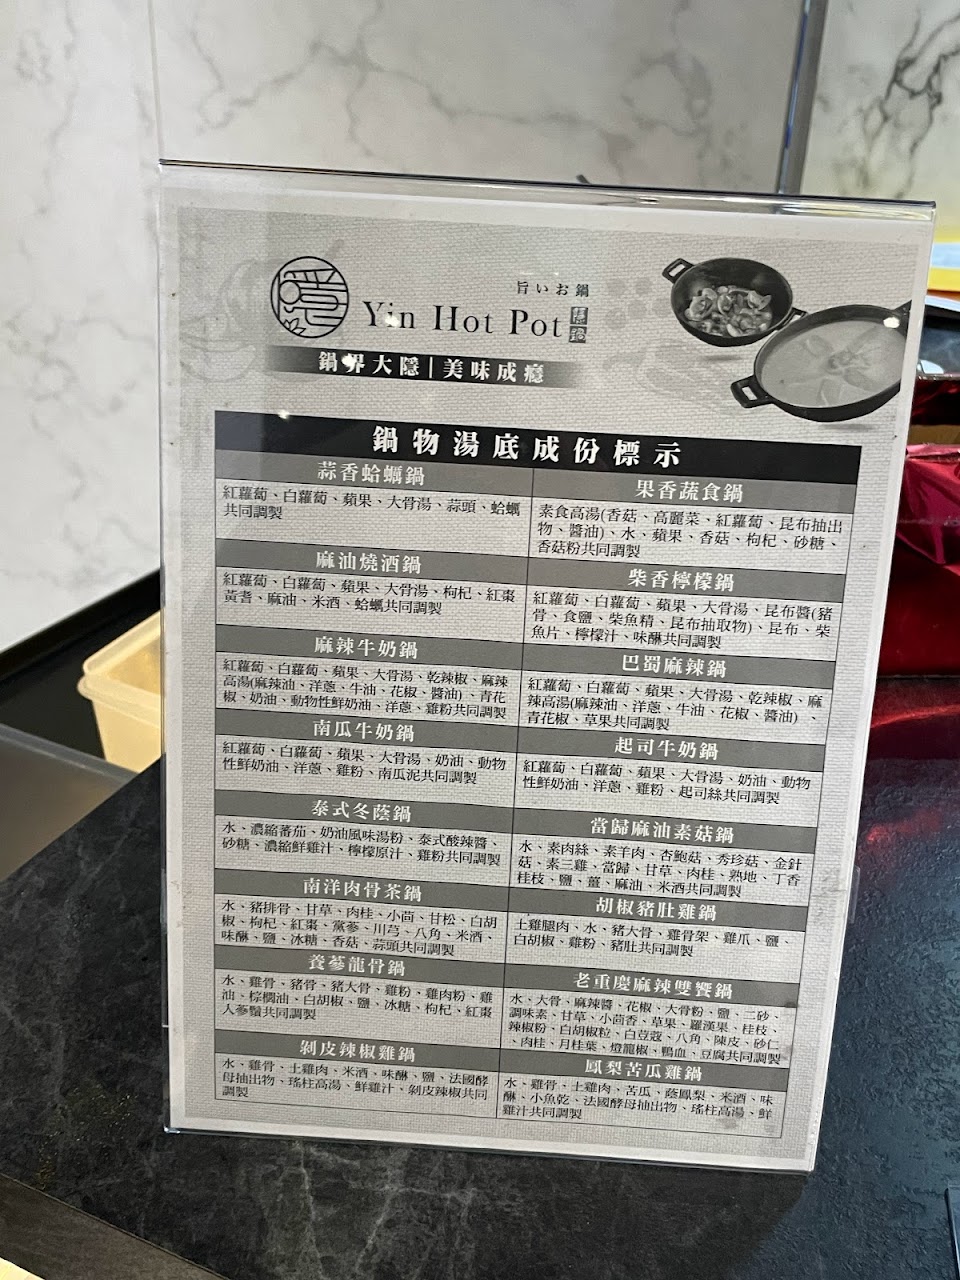 旨いお鍋
Yin Hot Pot 隱鍋
鍋界大隱|美味成癮
鍋物湯底成份標示
蒜香蛤蠣鍋
紅蘿蔔、白蘿蔔、蘋果、大骨湯、蒜頭、蛤蠣
共同調製
果香蔬食鍋
素食高湯(香菇、高麗菜、紅蘿蔔、昆布抽出
物、醬油)、水、蘋果、香菇、枸杞、砂糖、
香菇粉共同調製
麻油燒酒鍋
紅蘿蔔、白蘿蔔、蘋果、大骨湯、枸杞、紅棗
黃耆、麻油、米酒、蛤蠣共同調製
柴香檸檬鍋
紅蘿蔔、白蘿蔔、蘋果、大骨湯、昆布醬(豬
骨、食鹽、柴魚精、昆布抽取物)、昆布、柴
魚片、檸檬汁、味醂共同調製
麻辣牛奶鍋
紅蘿蔔、白蘿蔔、蘋果、大骨湯、乾辣椒、麻辣
高湯(麻辣油、洋蔥、牛油、花椒、醬油)、青花
椒、奶油、動物性鮮奶油、洋蔥、雞粉共同調製
巴蜀麻辣鍋
紅蘿蔔、白蘿蔔、蘋果、大骨湯、乾辣椒、麻
辣高湯(麻辣油、洋蔥、牛油、花椒、醬油)、
青花椒、草果共同調製
南瓜牛奶鍋
紅蘿蔔、白蘿蔔、蘋果、大骨湯、奶油、動物
性鮮奶油、洋蔥、雞粉、南瓜泥共同調製
起司牛奶鍋
紅蘿蔔、白蘿蔔、蘋果、大骨湯、奶油、動物
性鮮奶油、洋蔥、雞粉、起司絲共同調製
泰式冬蔭鍋
水、濃縮蕃茄、奶油風味湯粉、泰式酸辣醬、
砂糖、濃縮鮮雞汁、檸檬原汁、雞粉共同調製
當歸麻油素菇鍋
水、素肉絲、素羊肉、杏鮑菇、秀珍菇、金針
菇、素三雞、當歸、甘草、肉桂、熟地、丁香
桂枝、鹽、薑、麻油、米酒共同調製
南洋肉骨茶鍋
水、豬排骨、甘草、肉桂、小茴、甘松、白胡
椒、枸杞、紅棗、黨蔘、川芎、八角、米酒、
味醂、鹽、冰糖、香菇、蒜頭共同調製
胡椒豬肚雞鍋
土雞腿肉、水、豬大骨、雞骨架、雞爪、鹽、
白胡椒、雞粉、豬肚共同調製
養蔘龍骨鍋
水、雞骨、豬骨、豬大骨、雞粉、雞肉粉、雞
油、棕櫚油、白胡椒、鹽、冰糖、枸杞、紅棗
人蔘鬚共同調製
老重慶麻辣雙饗鍋
水、大骨、麻辣醬、花椒、大骨粉、鹽、二砂、
調味素、甘草、小茴香、草果、羅漢果、桂枝、
辣椒粉、白胡椒粒、白荳蔻、八角、陳皮、砂仁
、肉桂、月桂葉、燈籠椒、鴨血、豆腐共同調製
剝皮辣椒雞鍋
水、雞骨、土雞肉、米酒、味醂、鹽、法國酵
母抽出物、瑤柱高湯、鮮雞汁、剝皮辣椒共同
調製
鳳梨苦瓜雞鍋
水、雞骨、土雞肉、苦瓜、蔭鳳梨、米酒、味
醂、小魚乾、法國酵母抽出物、瑤柱高湯、鮮
雞汁共同調製